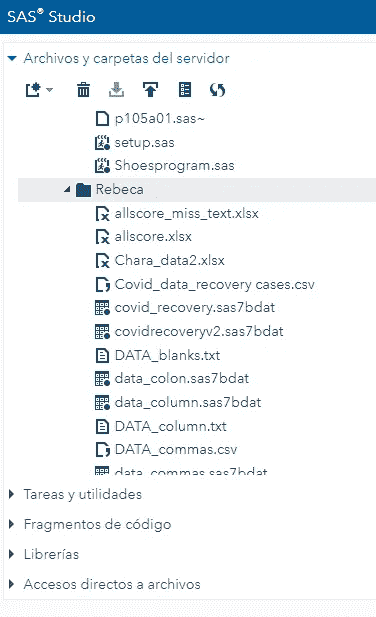 SAS® Studio
Archivos y carpetas del servidor
p105a01.sas~
setup.sas
Shoesprogram.sas
Rebeca
allscore_miss_text.xlsx
allscore.xlsx
Chara_data2.xlsx
Covid_data_recovery cases.csv
covid_recovery.sas7bdat
covidrecoveryv2.sas7bdat
DATA_blanks.txt
data_colon.sas7bdat
data_column.sas7bdat
DATA_column.txt
DATA_commas.csv
data_commas.sas7bdat
Tareas y utilidades
Fragmentos de código
Librerías
Accesos directos a archivos